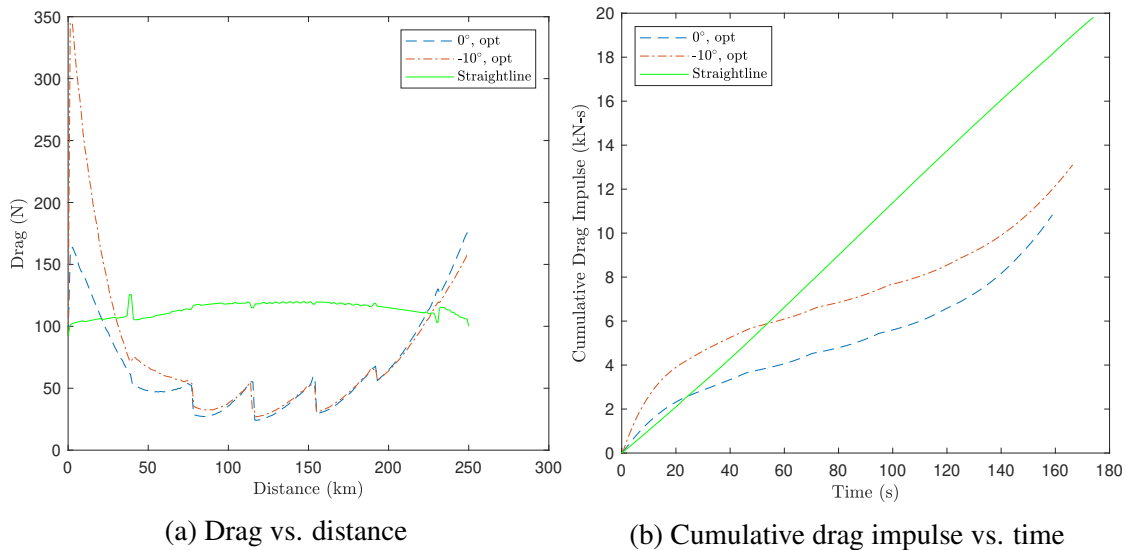 350
300
250
200
150
100
50
0
Drag (N)
0 50 100 150 200 250 300
Distance (km)
0°, opt
-10°, opt
Straightline
(a) Drag vs. distance
20
18
16
14
12
10
8
6
4
2
0
Cumulative Drag Impulse (kN-s)
0 20 40 60 80 100 120 140 160 180
Time (s)
0°, opt
-10°, opt
Straightline
(b) Cumulative drag impulse vs. time